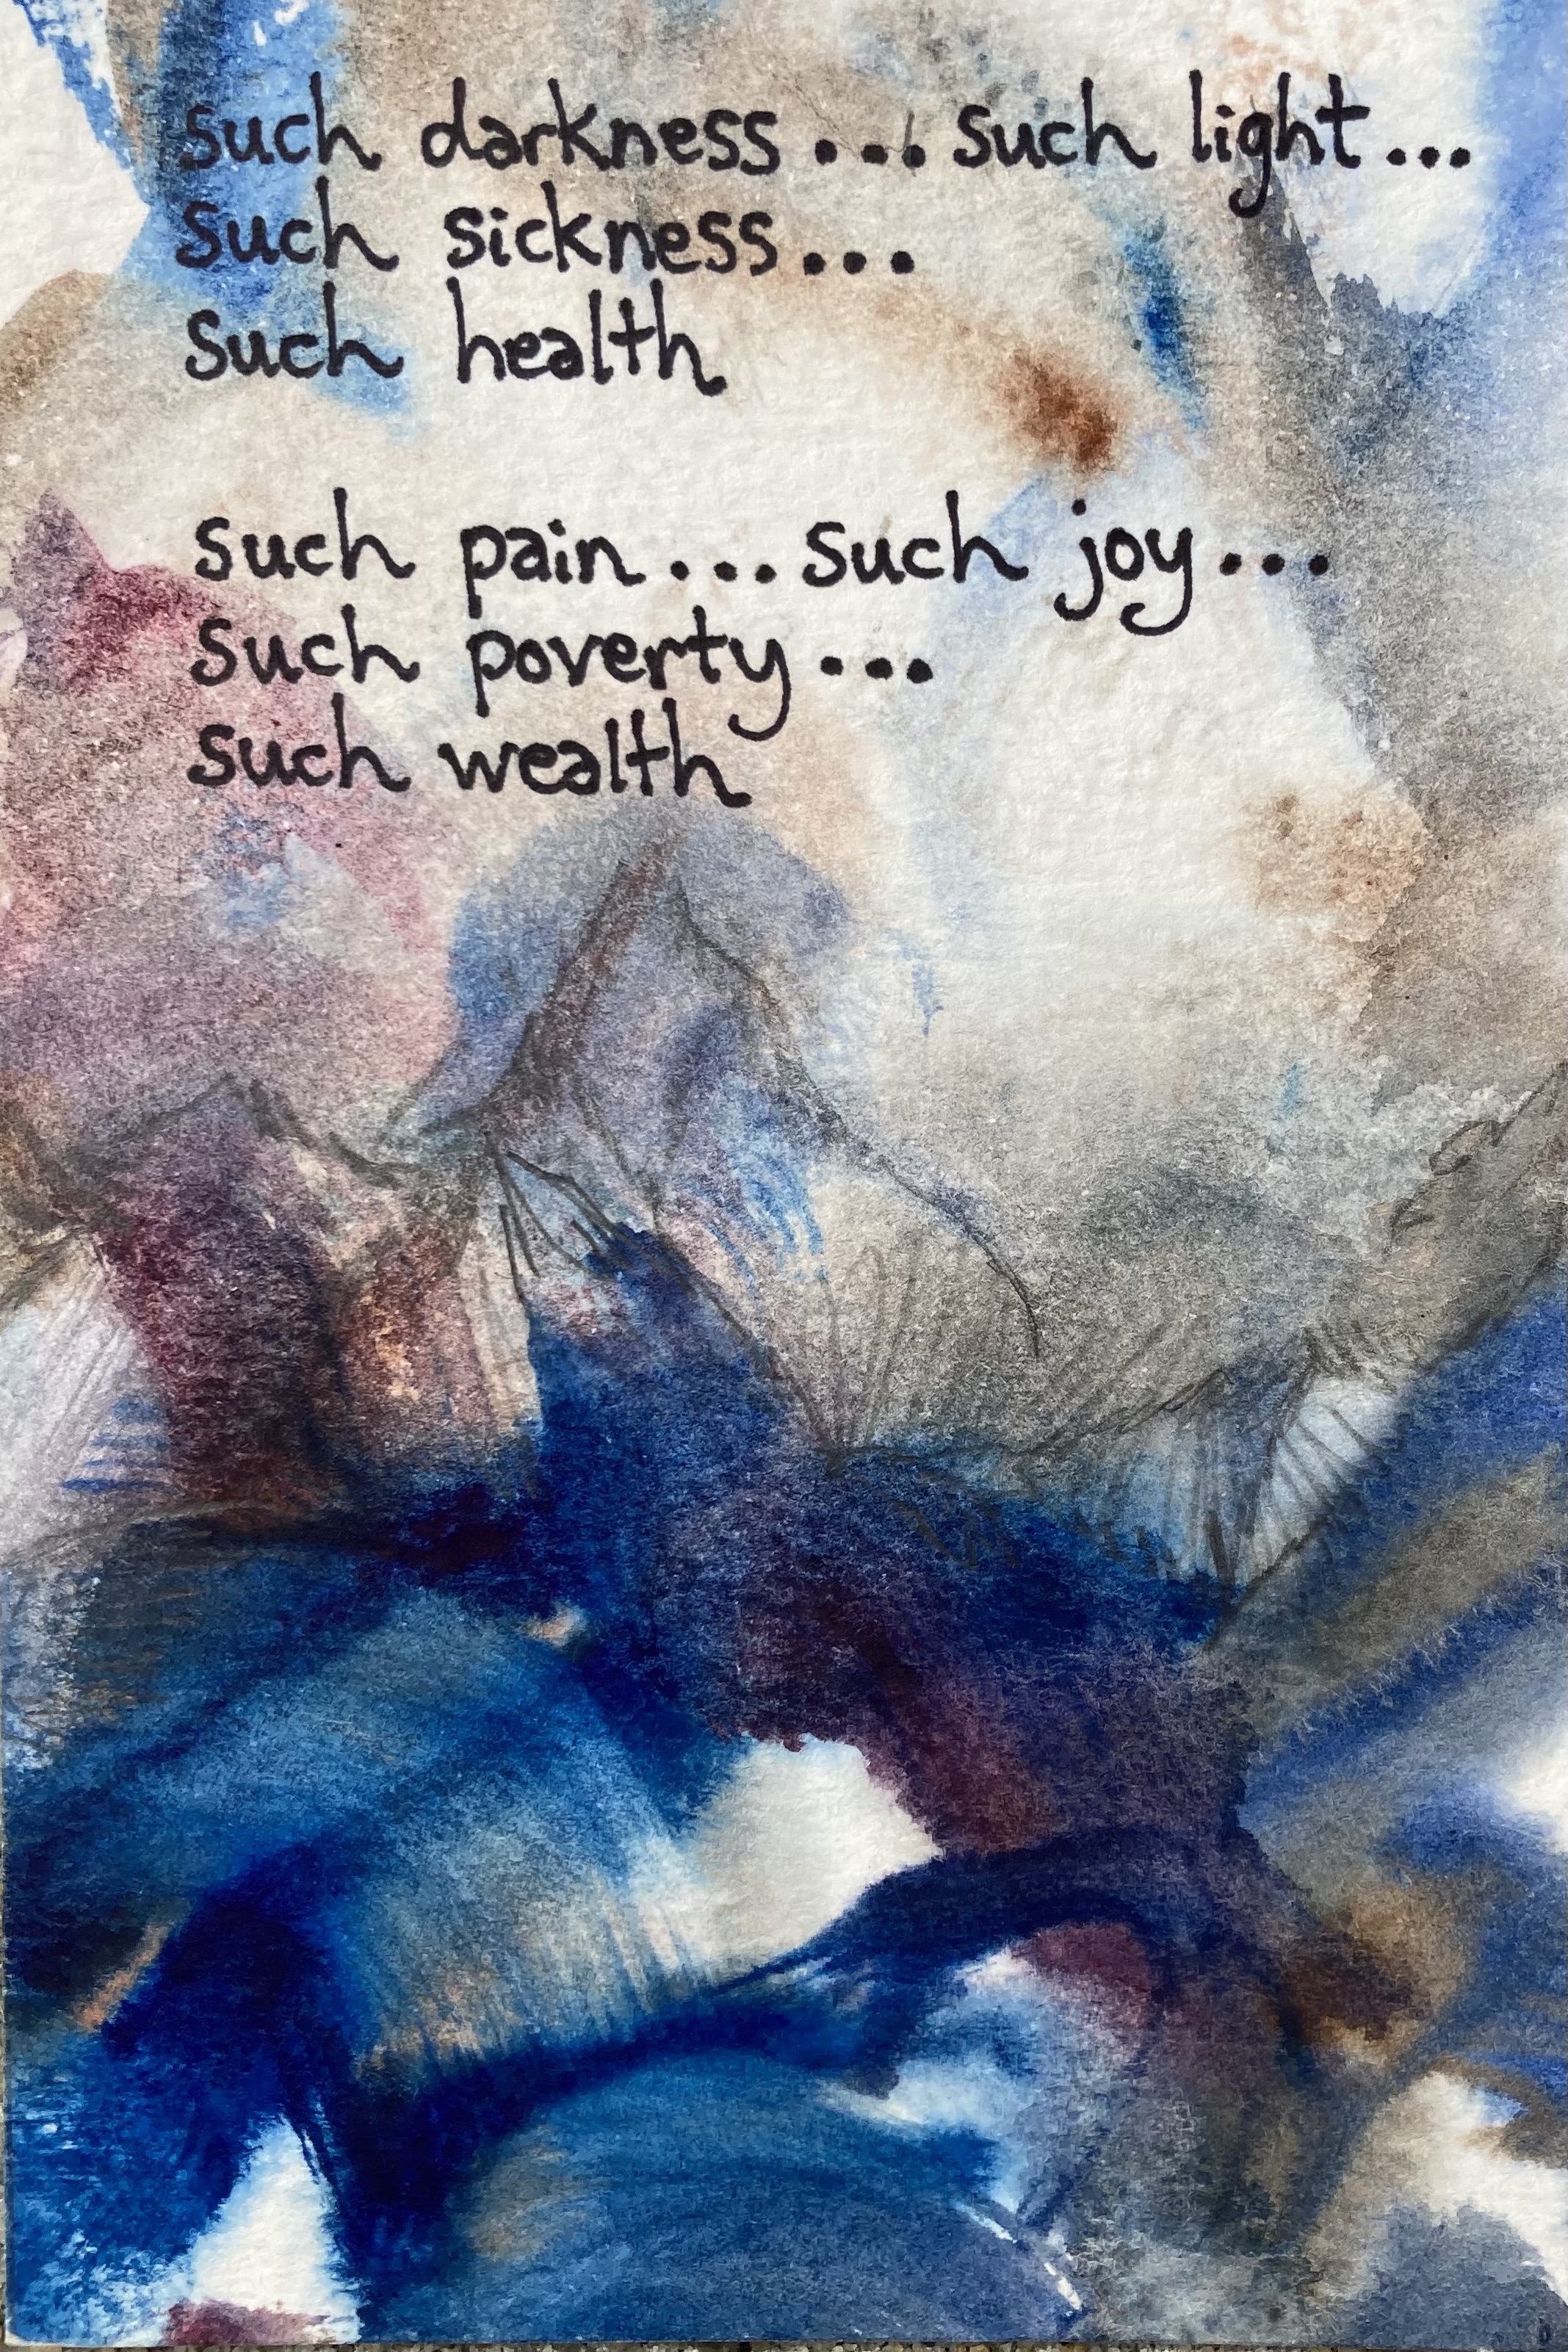 such darkness... such light...
such sickness...
such health
such pain... such joy...
such poverty...
such wealth